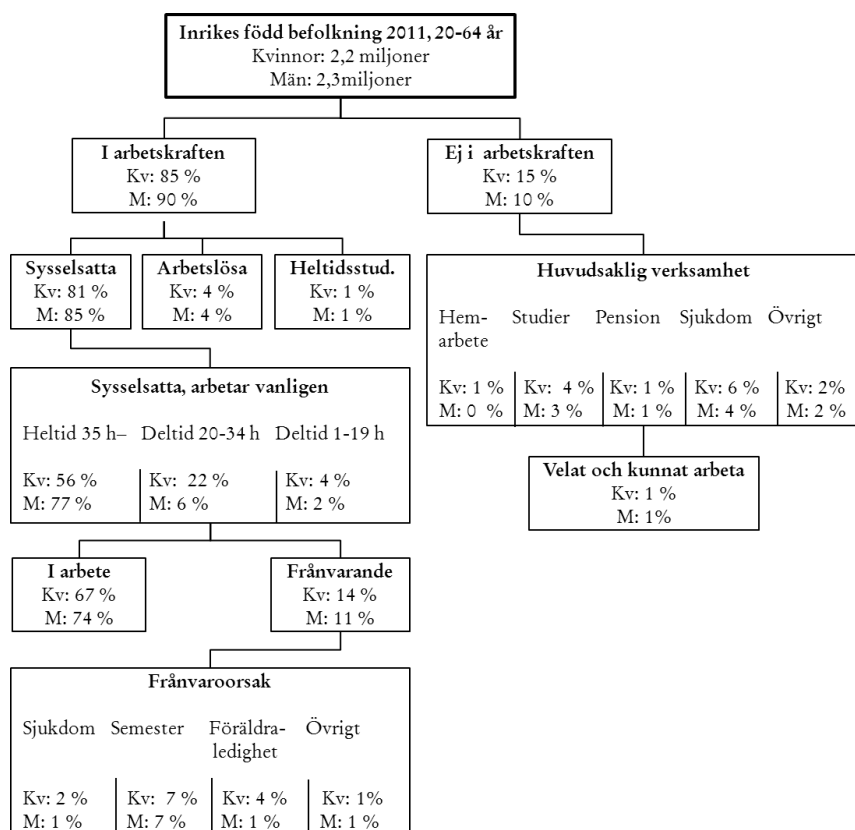 Inrikes född befolkning 2011, 20-64 år
Kvinnor: 2,2 miljoner
Män: 2,3miljoner
I arbetskraften
Kv: 85 %
M: 90 %
Ej i arbetskraften
Kv: 15 %
M: 10 %
Sysselsatta
Kv: 81 %
M: 85 %
Arbetslösa
Kv: 4 %
M: 4 %
Heltidsstud.
Kv: 1 %
M: 1 %
Huvudsaklig verksamhet
Hem- Studier Pension Sjukdom Övrigt
arbete
Kv: 1 % Kv: 4 % Kv: 1 % Kv: 6 % Kv: 2%
M: 0 % M: 3 % M: 1 % M: 4 % M: 2 %
Velat och kunnat arbeta
Kv: 1 %
M: 1%
Sysselsatta, arbetar vanligen
Heltid 35 h– Deltid 20-34 h Deltid 1-19 h
Kv: 56 % Kv: 22 % Kv: 4 %
M: 77 % M: 6 % M: 2 %
I arbete
Kv: 67 %
M: 74 %
Frånvarande
Kv: 14 %
M: 11 %
Frånvaroorsak
Sjukdom Semester Föräldra- Övrigt
ledighet
Kv: 2 % Kv: 7 % Kv: 4 % Kv: 1%
M: 1 % M: 7 % M: 1 % M: 1 %